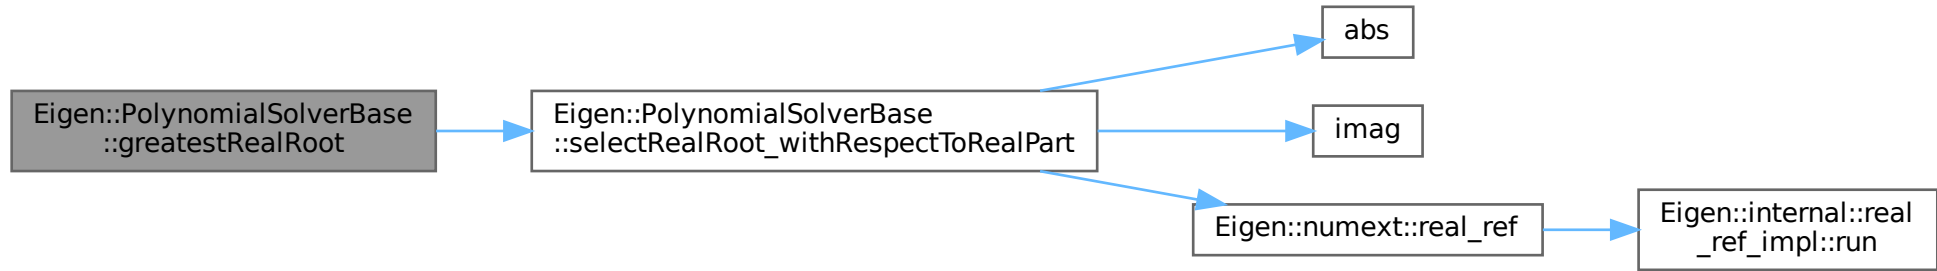 Eigen::PolynomialSolverBase
::greatestRealRoot
Eigen::PolynomialSolverBase
::selectRealRoot_withRespectToRealPart
abs
imag
Eigen::numext::real_ref
Eigen::internal::real
_ref_impl::run